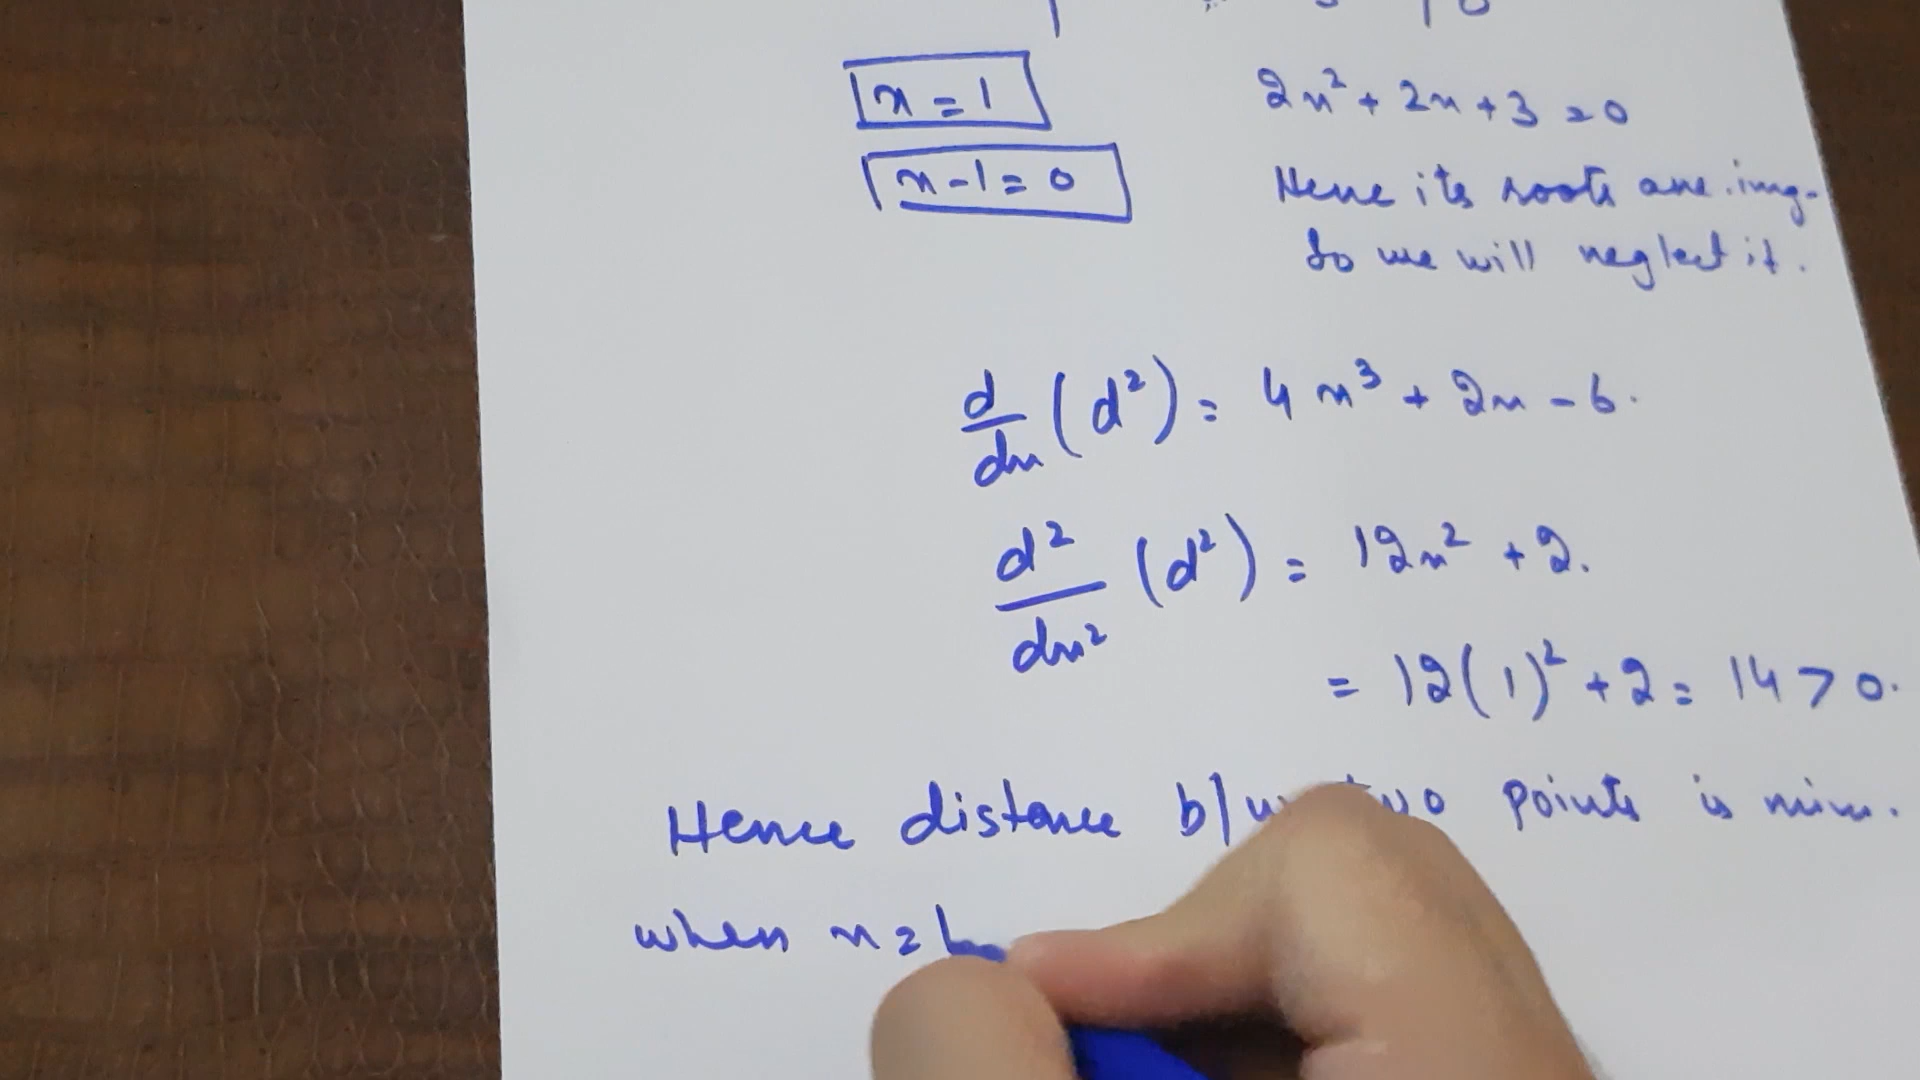 x = 1
2x² + 2x + 3 = 0
x - 1 = 0
Hence its roots are img.
So we will neglect it.
d/dx (d²) = 4x³ + 2x - 6.
d²/dx² (d²) = 12x² + 2.
= 12(1)² + 2 = 14 > 0.
Hence distance b/w two points is min.
when x = 1